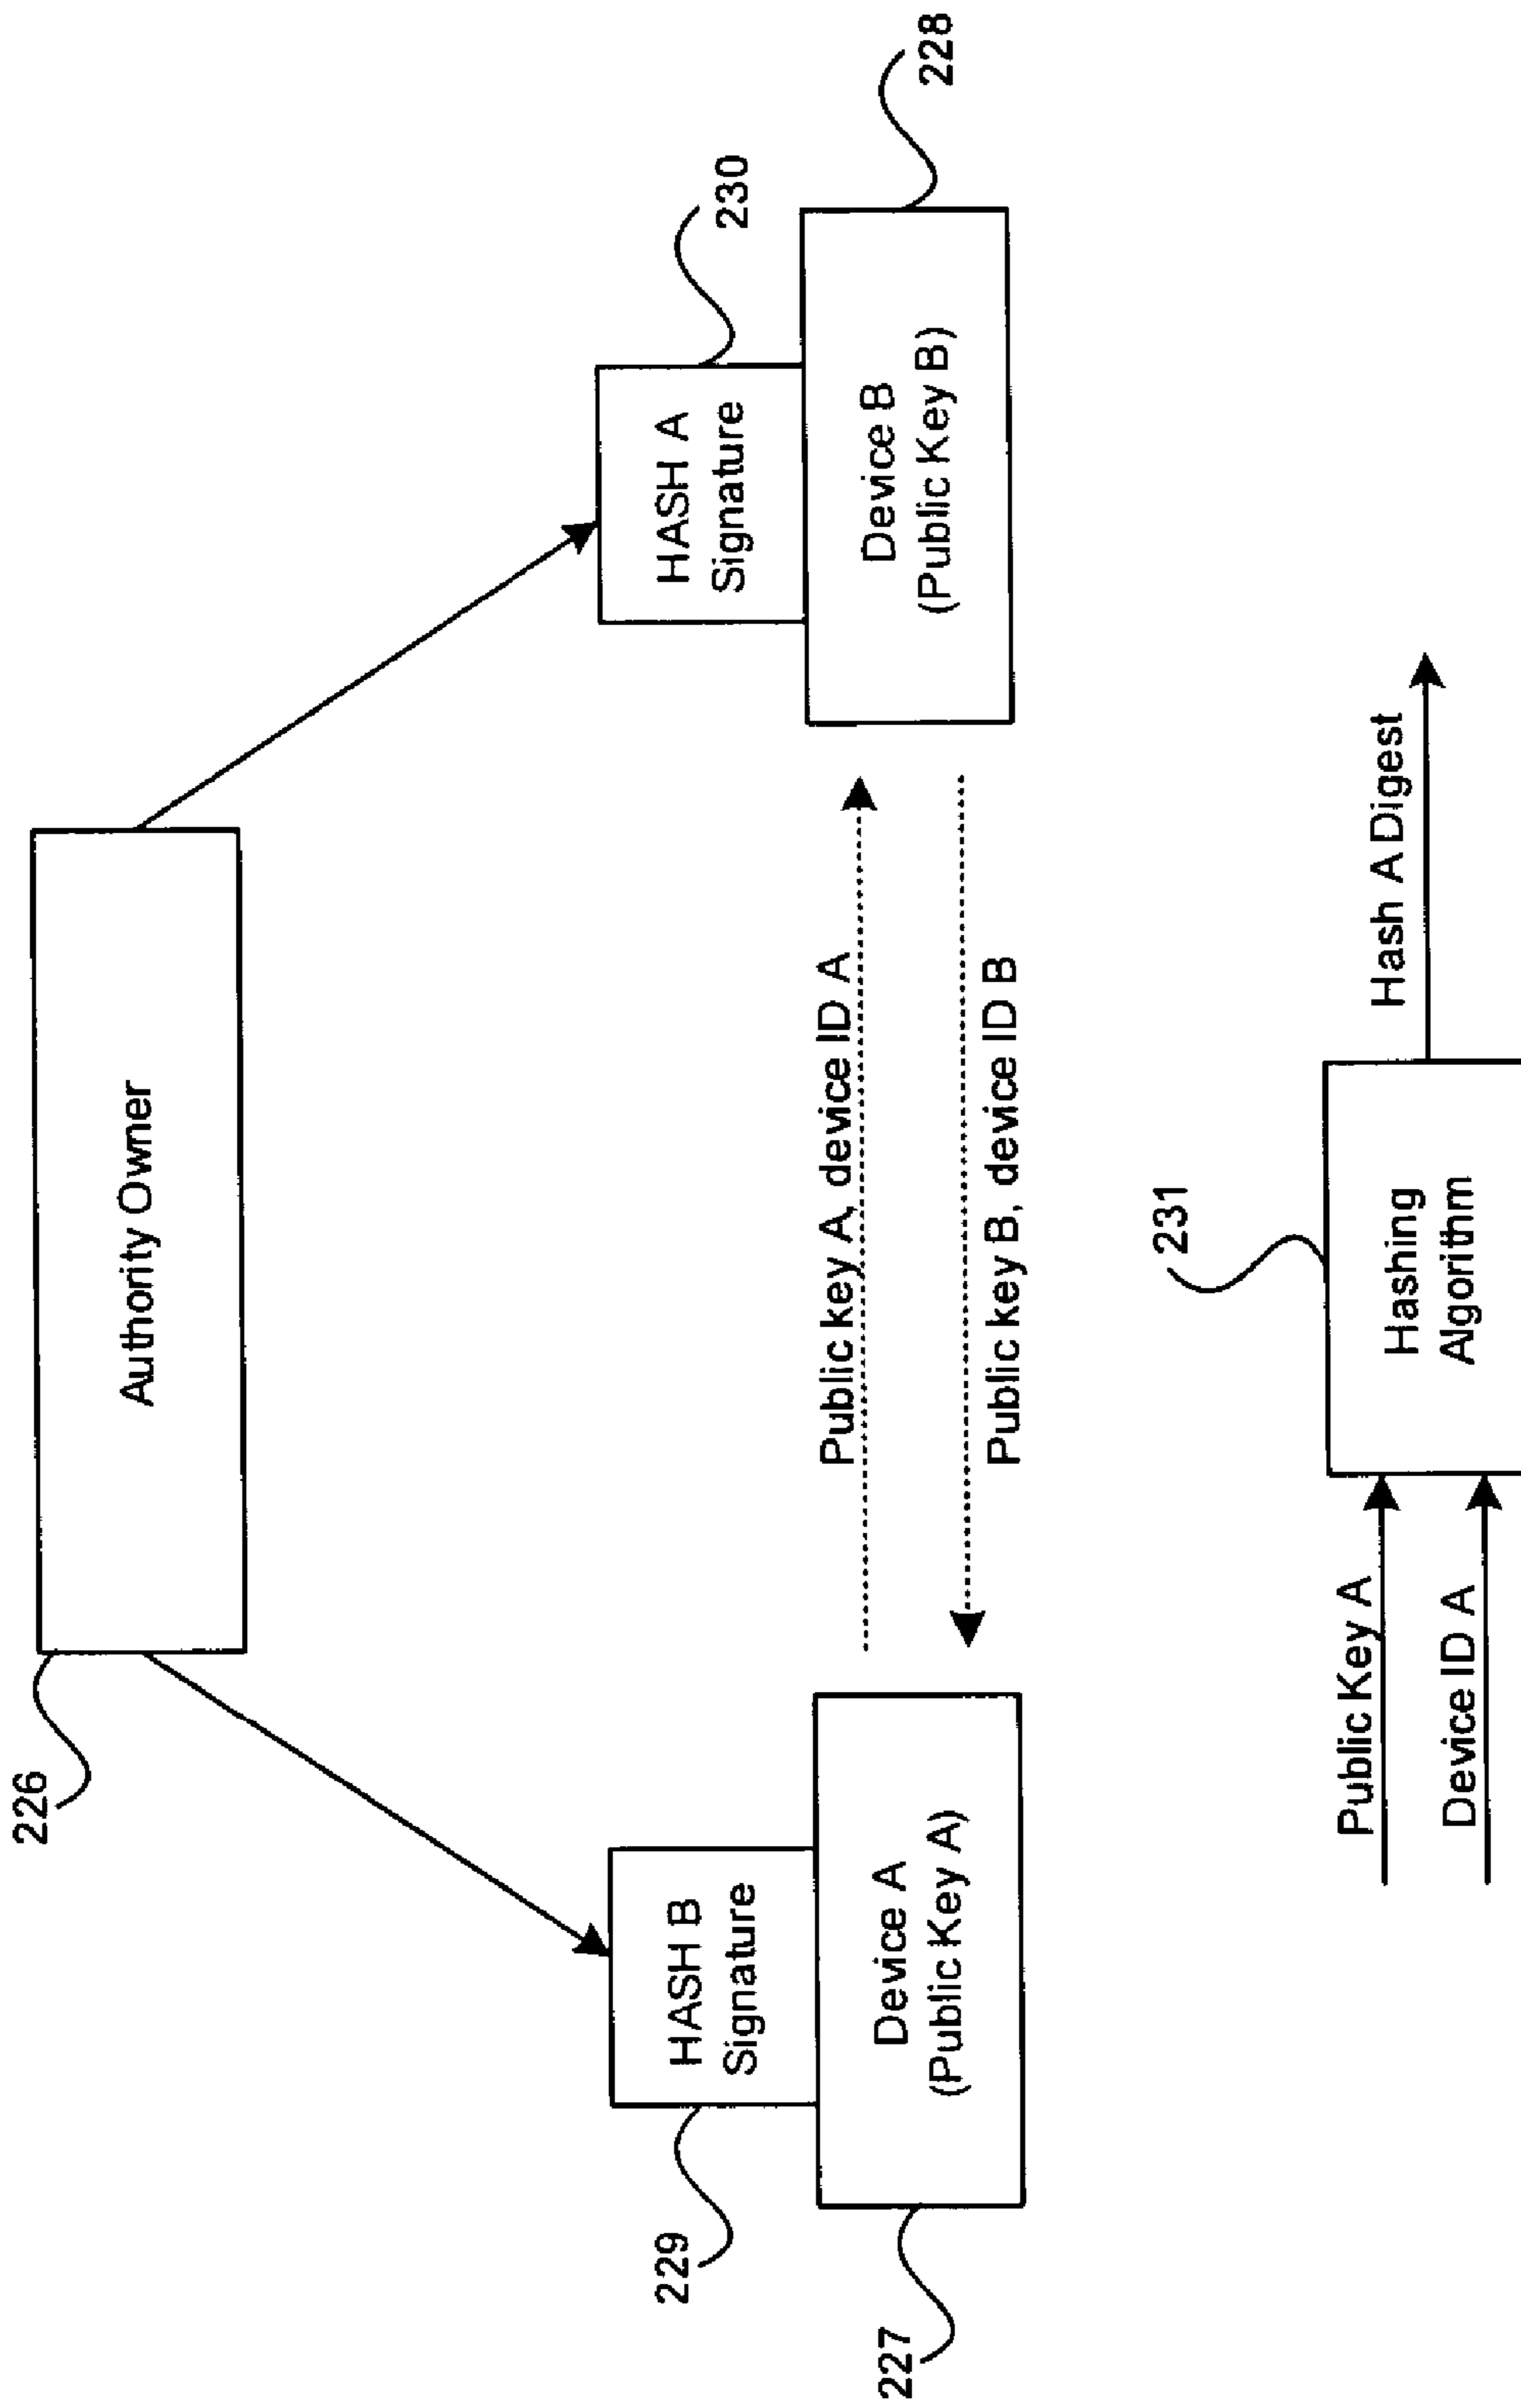 226
Authority Owner
229
HASH B
Signature
HASH A
Signature
230
227
Device A
(Public Key A)
Public key A, device ID A
Public key B, device ID B
Device B
(Public Key B)
228
231
Public Key A
Device ID A
Hashing
Algorithm
Hash A Digest